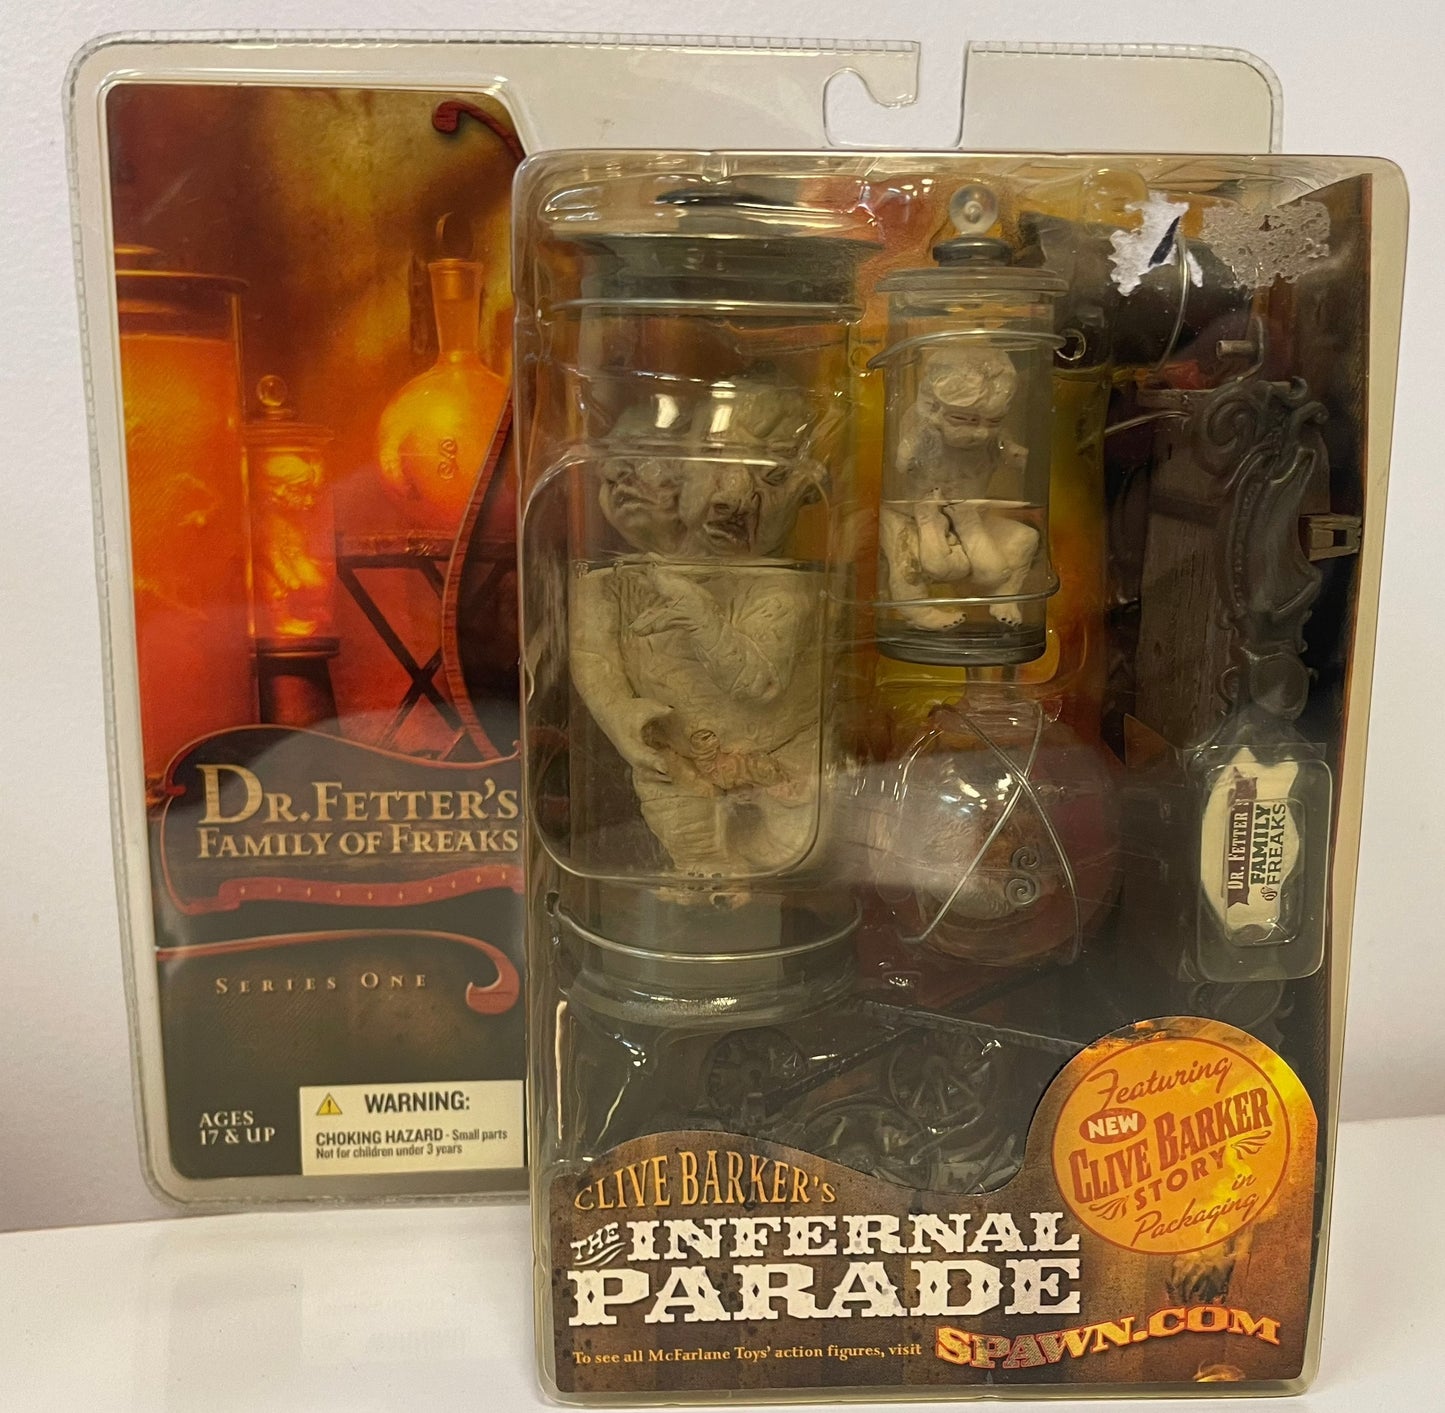 DR. FETTER'S
FAMILY OF FREAKS
SERIES ONE
AGES
17 & UP
WARNING:
CHOKING HAZARD - Small parts
Not for children under 3 years
DR. FETTER'S
FAMILY
OF FREAKS
Featuring
NEW
CLIVE BARKER
STORY
in
Packaging
CLIVE BARKER'S
THE INFERNAL
PARADE
To see all McFarlane Toys' action figures, visit
SPAWN.COM